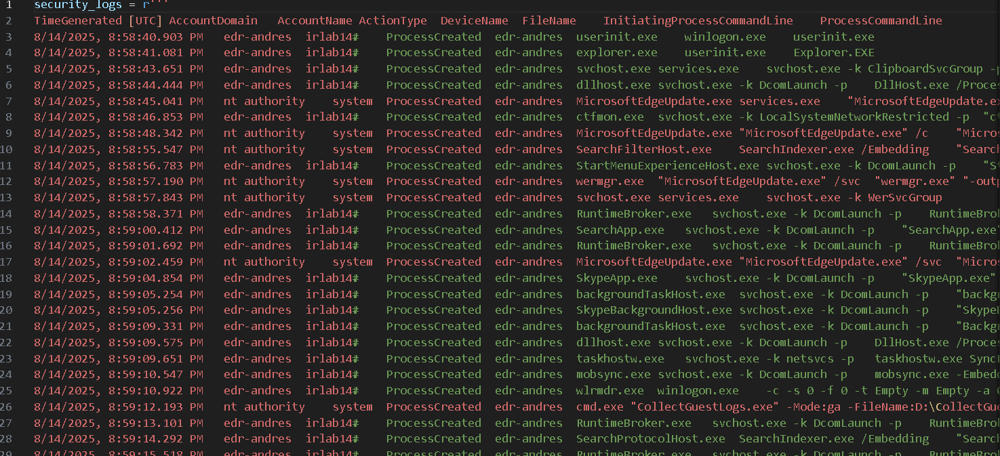 1 security_logs = r'''
2 TimeGenerated [UTC] AccountDomain AccountName ActionType DeviceName FileName InitiatingProcessCommandLine ProcessCommandLine
3 8/14/2025, 8:58:40.903 PM edr-andres irlab14# ProcessCreated edr-andres userinit.exe winlogon.exe userinit.exe
4 8/14/2025, 8:58:41.081 PM edr-andres irlab14# ProcessCreated edr-andres explorer.exe userinit.exe Explorer.EXE
5 8/14/2025, 8:58:43.651 PM edr-andres irlab14# ProcessCreated edr-andres svchost.exe services.exe svchost.exe -k ClipboardSvcGroup -p
6 8/14/2025, 8:58:44.444 PM edr-andres irlab14# ProcessCreated edr-andres dllhost.exe svchost.exe -k DcomLaunch -p DllHost.exe /Proce
7 8/14/2025, 8:58:45.041 PM nt authority system ProcessCreated edr-andres MicrosoftEdgeUpdate.exe services.exe "MicrosoftEdgeUpdate.e
8 8/14/2025, 8:58:46.853 PM edr-andres irlab14# ProcessCreated edr-andres ctfmon.exe svchost.exe -k LocalSystemNetworkRestricted -p "ct
9 8/14/2025, 8:58:48.342 PM nt authority system ProcessCreated edr-andres MicrosoftEdgeUpdate.exe "MicrosoftEdgeUpdate.exe" /c "Micros
10 8/14/2025, 8:58:55.547 PM nt authority system ProcessCreated edr-andres SearchFilterHost.exe SearchIndexer.exe /Embedding "Search
11 8/14/2025, 8:58:56.783 PM edr-andres irlab14# ProcessCreated edr-andres StartMenuExperienceHost.exe svchost.exe -k DcomLaunch -p "St
12 8/14/2025, 8:58:57.190 PM nt authority system ProcessCreated edr-andres wermgr.exe "MicrosoftEdgeUpdate.exe" /svc "wermgr.exe" "-outp
13 8/14/2025, 8:58:57.843 PM nt authority system ProcessCreated edr-andres svchost.exe services.exe svchost.exe -k WerSvcGroup
14 8/14/2025, 8:58:58.371 PM edr-andres irlab14# ProcessCreated edr-andres RuntimeBroker.exe svchost.exe -k DcomLaunch -p RuntimeBro
15 8/14/2025, 8:59:00.412 PM edr-andres irlab14# ProcessCreated edr-andres SearchApp.exe svchost.exe -k DcomLaunch -p "SearchApp.exe
16 8/14/2025, 8:59:01.692 PM edr-andres irlab14# ProcessCreated edr-andres RuntimeBroker.exe svchost.exe -k DcomLaunch -p RuntimeBro
17 8/14/2025, 8:59:02.459 PM nt authority system ProcessCreated edr-andres MicrosoftEdgeUpdate.exe "MicrosoftEdgeUpdate.exe" /svc "Micros
18 8/14/2025, 8:59:04.854 PM edr-andres irlab14# ProcessCreated edr-andres SkypeApp.exe svchost.exe -k DcomLaunch -p "SkypeApp.exe"
19 8/14/2025, 8:59:05.254 PM edr-andres irlab14# ProcessCreated edr-andres backgroundTaskHost.exe svchost.exe -k DcomLaunch -p "backg
20 8/14/2025, 8:59:05.256 PM edr-andres irlab14# ProcessCreated edr-andres SkypeBackgroundHost.exe svchost.exe -k DcomLaunch -p "SkypeB
21 8/14/2025, 8:59:09.331 PM edr-andres irlab14# ProcessCreated edr-andres backgroundTaskHost.exe svchost.exe -k DcomLaunch -p "Backg
22 8/14/2025, 8:59:09.575 PM edr-andres irlab14# ProcessCreated edr-andres dllhost.exe svchost.exe -k DcomLaunch -p DllHost.exe /Proce
23 8/14/2025, 8:59:09.651 PM edr-andres irlab14# ProcessCreated edr-andres taskhostw.exe svchost.exe -k netsvcs -p taskhostw.exe Sync
24 8/14/2025, 8:59:10.547 PM edr-andres irlab14# ProcessCreated edr-andres mobsync.exe svchost.exe -k DcomLaunch -p mobsync.exe -Embed
25 8/14/2025, 8:59:10.922 PM edr-andres irlab14# ProcessCreated edr-andres wlrmdr.exe winlogon.exe -c -s 0 -f 0 -t Empty -m Empty -a
26 8/14/2025, 8:59:12.193 PM nt authority system ProcessCreated edr-andres cmd.exe "CollectGuestLogs.exe" -Mode:ga -FileName:D:\CollectGu
27 8/14/2025, 8:59:13.101 PM edr-andres irlab14# ProcessCreated edr-andres RuntimeBroker.exe svchost.exe -k DcomLaunch -p RuntimeBro
28 8/14/2025, 8:59:14.292 PM edr-andres irlab14# ProcessCreated edr-andres SearchProtocolHost.exe SearchIndexer.exe /Embedding "Search
29 8/14/2025, 8:59:15.518 PM edr-andres irlab14# ProcessCreated edr-andres RuntimeBroker.exe svchost.exe -k DcomLaunch -p RuntimeBro